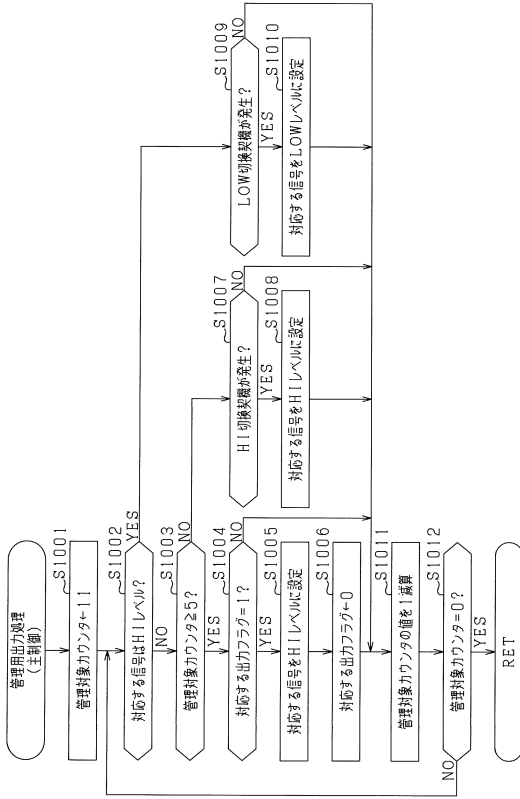 管理用出力処理
(主制御)
S1001
管理対象カウンタ←11
S1002
対応する信号はHIレベル?
YES
NO
S1003
管理対象カウンタ≧5?
NO
YES
S1004
対応する出力フラグ=1?
NO
YES
S1005
対応する信号をHIレベルに設定
S1006
対応する出力フラグ←0
S1007
HI切換契機が発生?
NO
YES
S1008
対応する信号をHIレベルに設定
S1009
LOW切換契機が発生?
NO
YES
S1010
対応する信号をLOWレベルに設定
S1011
管理対象カウンタの値を1減算
S1012
管理対象カウンタ=0?
NO
YES
RET